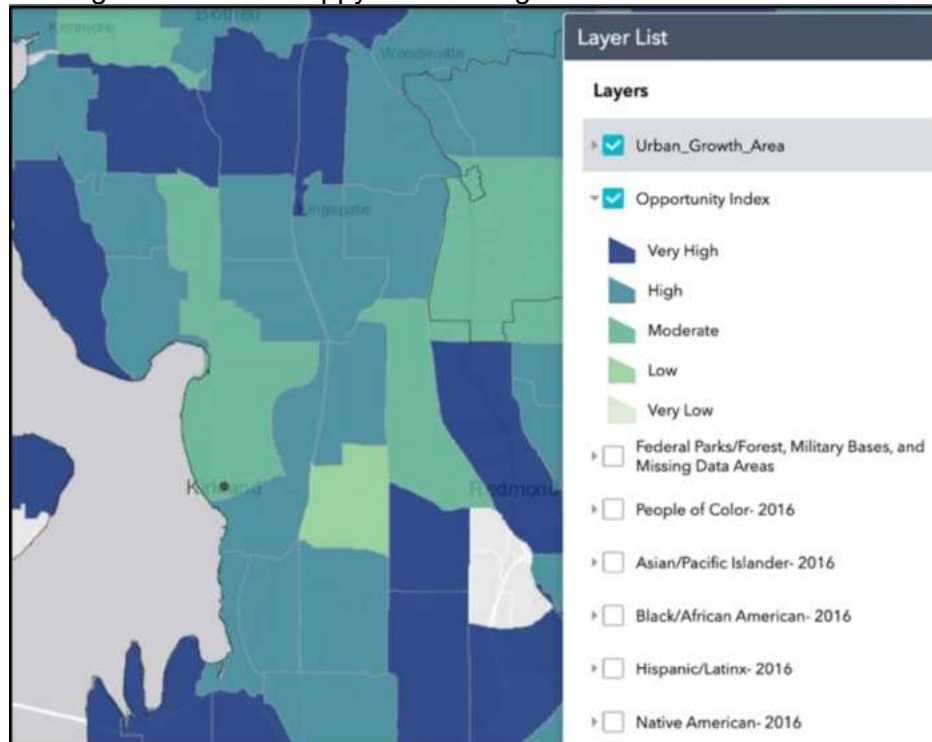 Kenmore
Bothell
Woodinville
Layer List
Layers
Urban_Growth_Area
Opportunity Index
Kingsgate
Very High
High
Moderate
Low
Very Low
Federal Parks/Forest, Military Bases, and
Missing Data Areas
Kirkland
Redmond
People of Color- 2016
Asian/Pacific Islander- 2016
Black/African American- 2016
Hispanic/Latinx- 2016
Native American- 2016